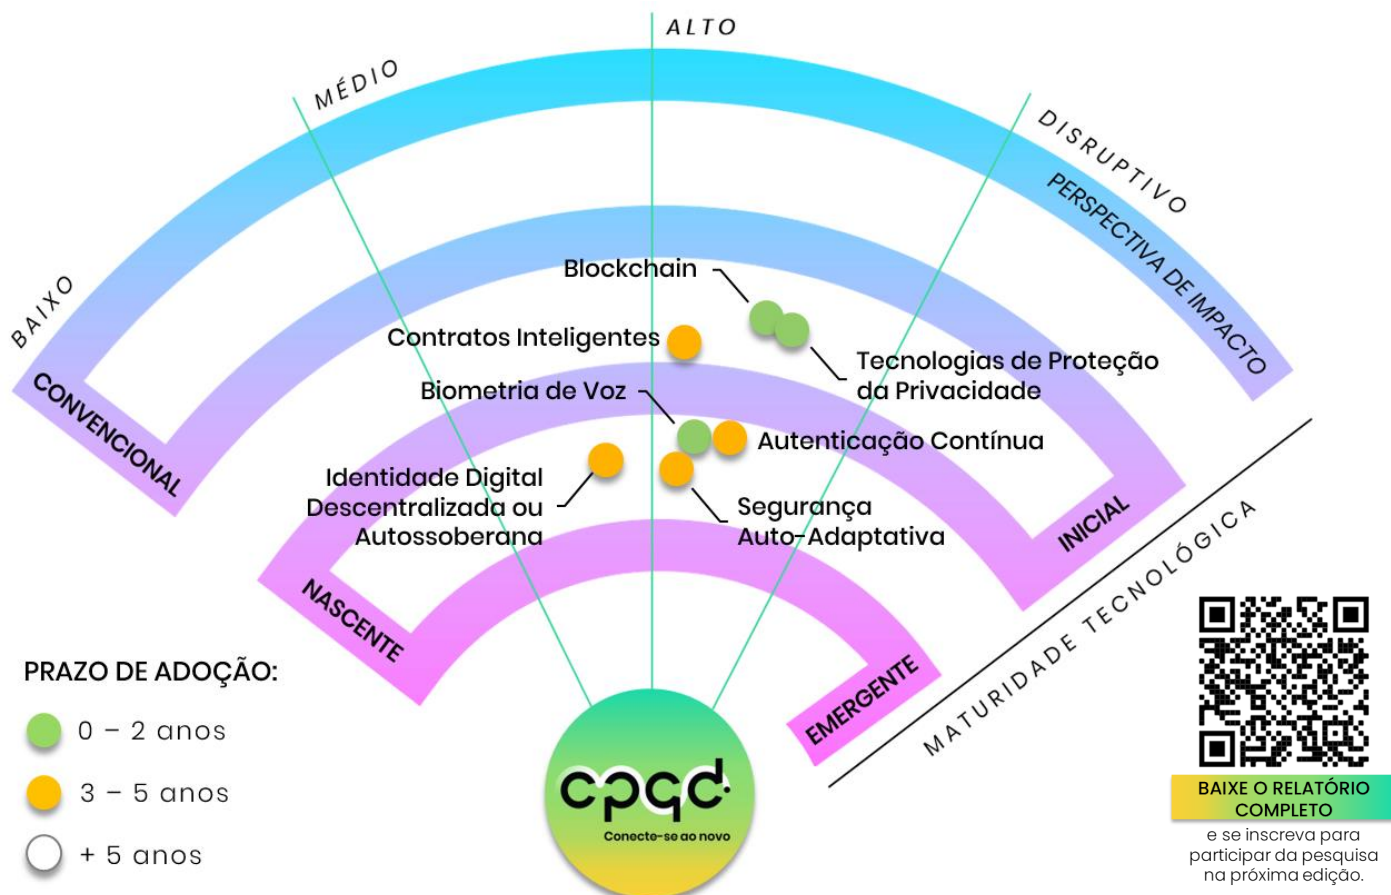 ALTO
MÉDIO
DISRUPTIVO
PERSPECTIVA DE IMPACTO
BAIXO
CONVENCIONAL
Blockchain
Contratos Inteligentes
Tecnologias de Proteção
da Privacidade
Biometria de Voz
Autenticação Contínua
Identidade Digital
Descentralizada ou
Autossoberana
Segurança
Auto-Adaptativa
INICIAL
NASCENTE
EMERGENTE
MATURIDADE TECNOLÓGICA
PRAZO DE ADOÇÃO:
0 – 2 anos
3 – 5 anos
+ 5 anos
cpqd
Conecte-se ao novo
BAIXE O RELATÓRIO
COMPLETO
e se inscreva para
participar da pesquisa
na próxima edição.